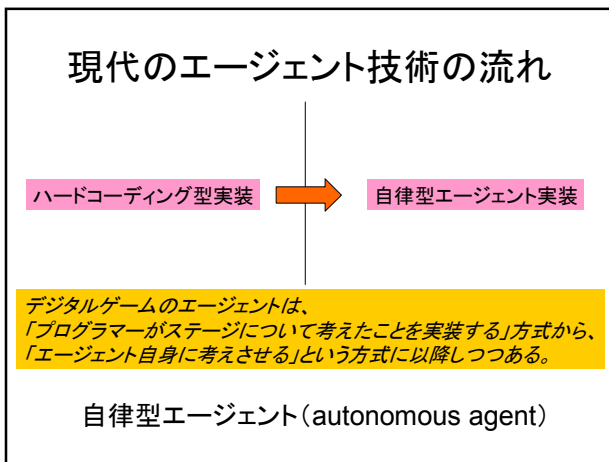 現代のエージェント技術の流れ
ハードコーディング型実装
自律型エージェント実装
デジタルゲームのエージェントは、
「プログラマーがステージについて考えたことを実装する」方式から、
「エージェント自身に考えさせる」という方式に以降しつつある。
自律型エージェント(autonomous agent)